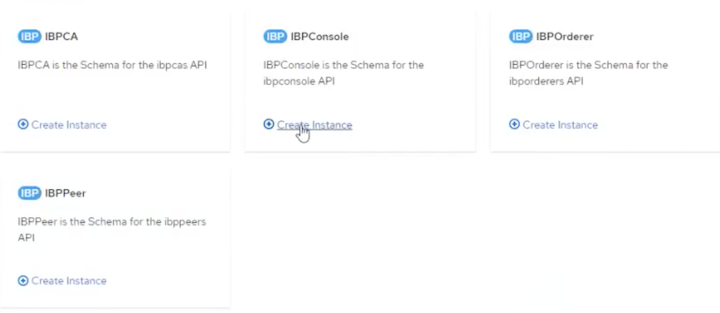 IBP IBPCA
IBPCA is the Schema for the ibpcas API
Create Instance
IBP IBPConsole
IBPConsole is the Schema for the
ibpconsole API
Create Instance
IBP IBPOrderer
IBPOrderer is the Schema for the
ibporderers API
Create Instance
IBP IBPPeer
IBPPeer is the Schema for the ibppeers
API
Create Instance